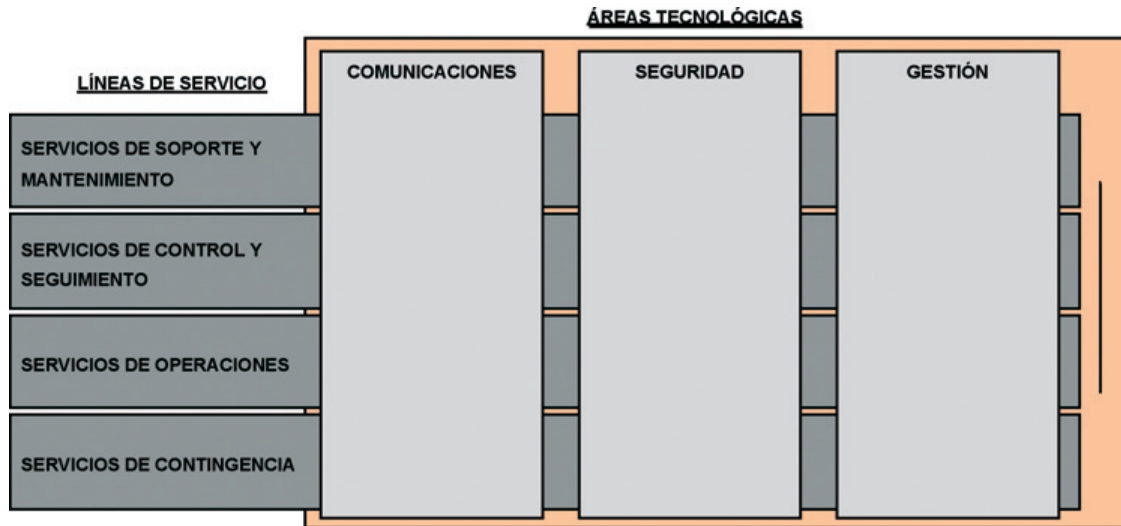 ÁREAS TECNOLÓGICAS
LÍNEAS DE SERVICIO
COMUNICACIONES
SEGURIDAD
GESTIÓN
SERVICIOS DE SOPORTE Y
MANTENIMIENTO
SERVICIOS DE CONTROL Y
SEGUIMIENTO
SERVICIOS DE OPERACIONES
SERVICIOS DE CONTINGENCIA